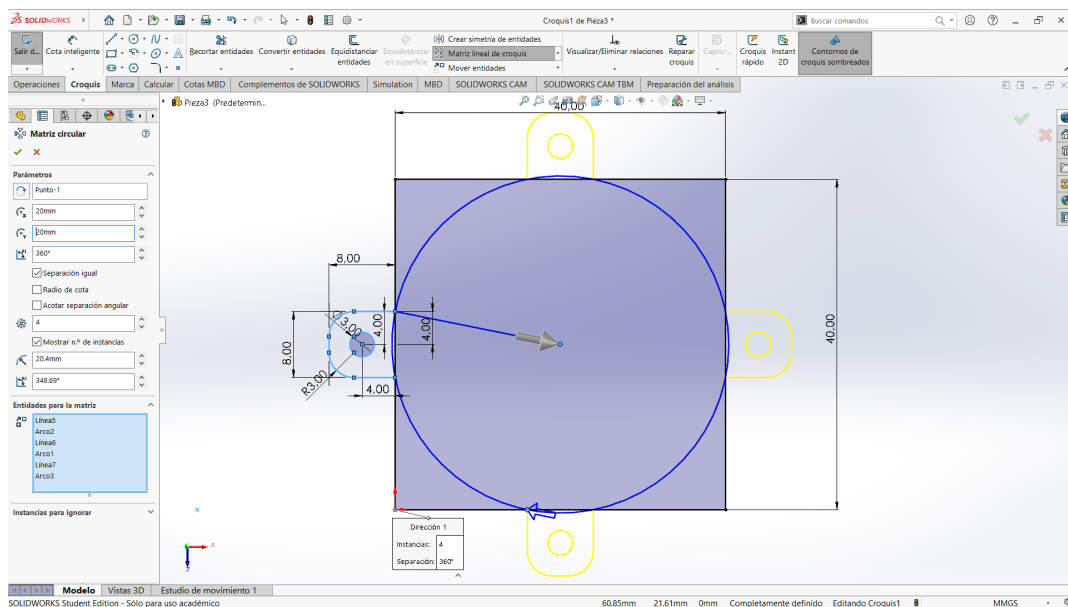 SOLIDWORKS
Croquis1 de Pieza3 *
Buscar comandos
Salir d...
Cota inteligente
Recortar entidades
Convertir entidades
Equidistanciar entidades
Equidistanciar en superficie
Crear simetría de entidades
Matriz lineal de croquis
Mover entidades
Visualizar/Eliminar relaciones
Reparar croquis
Captur...
Croquis rápido
Instant 2D
Contornos de croquis sombreados
Operaciones
Croquis
Marca
Calcular
Cotas MBD
Complementos de SOLIDWORKS
Simulation
MBD
SOLIDWORKS CAM
SOLIDWORKS CAM TBM
Preparación del análisis
Pieza3 (Predetermin...
Matriz circular
Parámetros
Punto-1
20mm
20mm
360°
Separación igual
Radio de cota
Acotar separación angular
4
Mostrar n.º de instancias
20.4mm
348.69°
Entidades para la matriz
Línea5
Arco2
Línea6
Arco1
Línea7
Arco3
Instancias para ignorar
40,00
8,00
3,00
4,00
4,00
8,00
R3,00
4,00
40,00
Dirección 1
Instancias: 4
Separación: 360°
x
z
Modelo
Vistas 3D
Estudio de movimiento 1
SOLIDWORKS Student Edition - Sólo para uso académico
60.85mm
21.61mm
0mm
Completamente definido
Editando Croquis1
MMGS